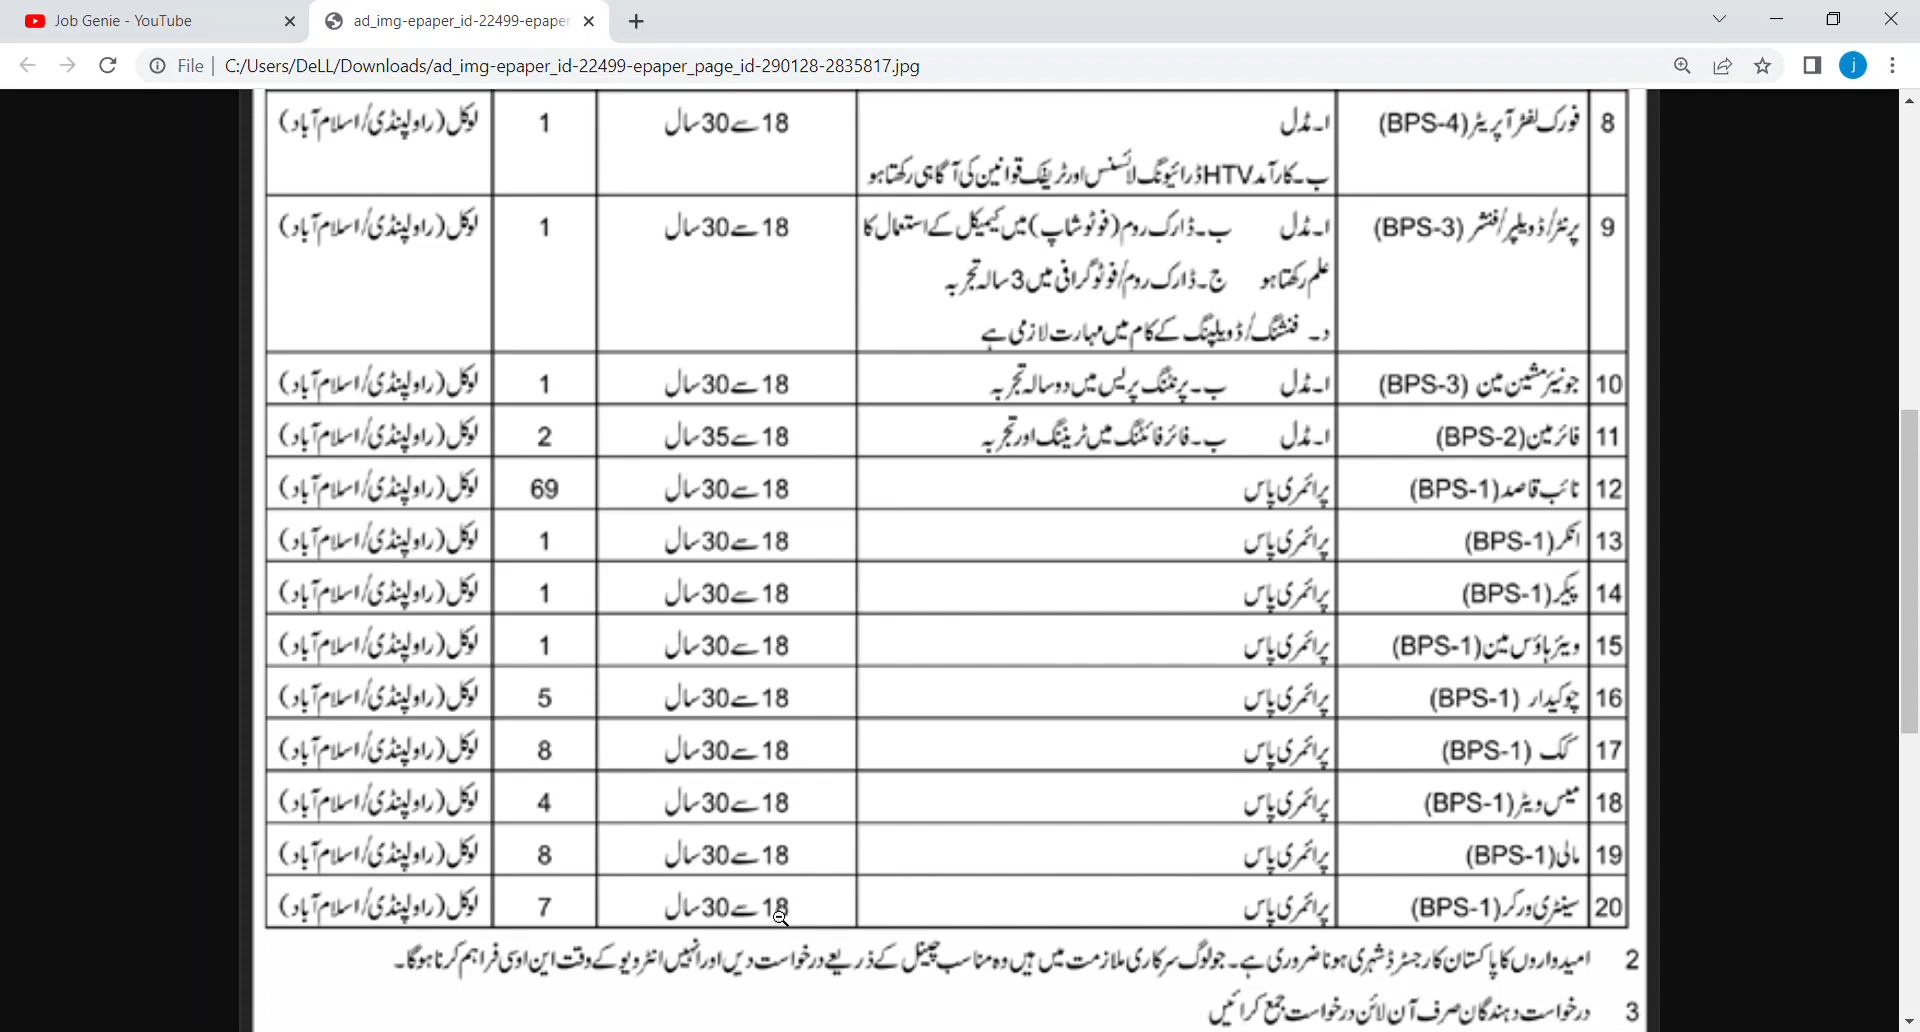 Job Genie - YouTube
ad_img-epaper_id-22499-epaper
File
C:/Users/DeLL/Downloads/ad_img-epaper_id-22499-epaper_page_id-290128-2835817.jpg
j
8 فورک لفٹر آپریٹر (BPS-4) ا۔ مڈل 18 سے 30 سال 1 لوکل (راولپنڈی/اسلام آباد)
ب۔ کارآمد HTV ڈرائیونگ لائسنس اور ٹریفک قوانین کی آگاہی رکھتا ہو
9 پرنٹر/ڈویلپر/فنشر (BPS-3) ا۔ مڈل ب۔ ڈارک روم (فوٹو شاپ) میں کیمیکل کے استعمال کا 18 سے 30 سال 1 لوکل (راولپنڈی/اسلام آباد)
علم رکھتا ہو ج۔ ڈارک روم/فوٹو گرافی میں 3 سالہ تجربہ
د۔ فنشنگ/ڈویلپنگ کے کام میں مہارت لازمی ہے
10 جونیئر مشین مین (BPS-3) ا۔ مڈل ب۔ پرنٹنگ پریس میں دو سالہ تجربہ 18 سے 30 سال 1 لوکل (راولپنڈی/اسلام آباد)
11 فائر مین (BPS-2) ا۔ مڈل ب۔ فائر فائٹنگ میں ٹریننگ اور تجربہ 18 سے 35 سال 2 لوکل (راولپنڈی/اسلام آباد)
12 نائب قاصد (BPS-1) پرائمری پاس 18 سے 30 سال 69 لوکل (راولپنڈی/اسلام آباد)
13 انکر (BPS-1) پرائمری پاس 18 سے 30 سال 1 لوکل (راولپنڈی/اسلام آباد)
14 پیکر (BPS-1) پرائمری پاس 18 سے 30 سال 1 لوکل (راولپنڈی/اسلام آباد)
15 ویئر ہاؤس مین (BPS-1) پرائمری پاس 18 سے 30 سال 1 لوکل (راولپنڈی/اسلام آباد)
16 چوکیدار (BPS-1) پرائمری پاس 18 سے 30 سال 5 لوکل (راولپنڈی/اسلام آباد)
17 کک (BPS-1) پرائمری پاس 18 سے 30 سال 8 لوکل (راولپنڈی/اسلام آباد)
18 میس ویٹر (BPS-1) پرائمری پاس 18 سے 30 سال 4 لوکل (راولپنڈی/اسلام آباد)
19 مالی (BPS-1) پرائمری پاس 18 سے 30 سال 8 لوکل (راولپنڈی/اسلام آباد)
20 سینٹری ورکر (BPS-1) پرائمری پاس 18 سے 30 سال 7 لوکل (راولپنڈی/اسلام آباد)
2 امیدواروں کا پاکستان کا رجسٹرڈ شہری ہونا ضروری ہے۔ جو لوگ سرکاری ملازمت میں ہیں وہ مناسب چینل کے ذریعے درخواست دیں اور انہیں انٹرویو کے وقت این او سی فراہم کرنا ہوگا۔
3 درخواست دہندگان صرف آن لائن درخواست جمع کرائیں